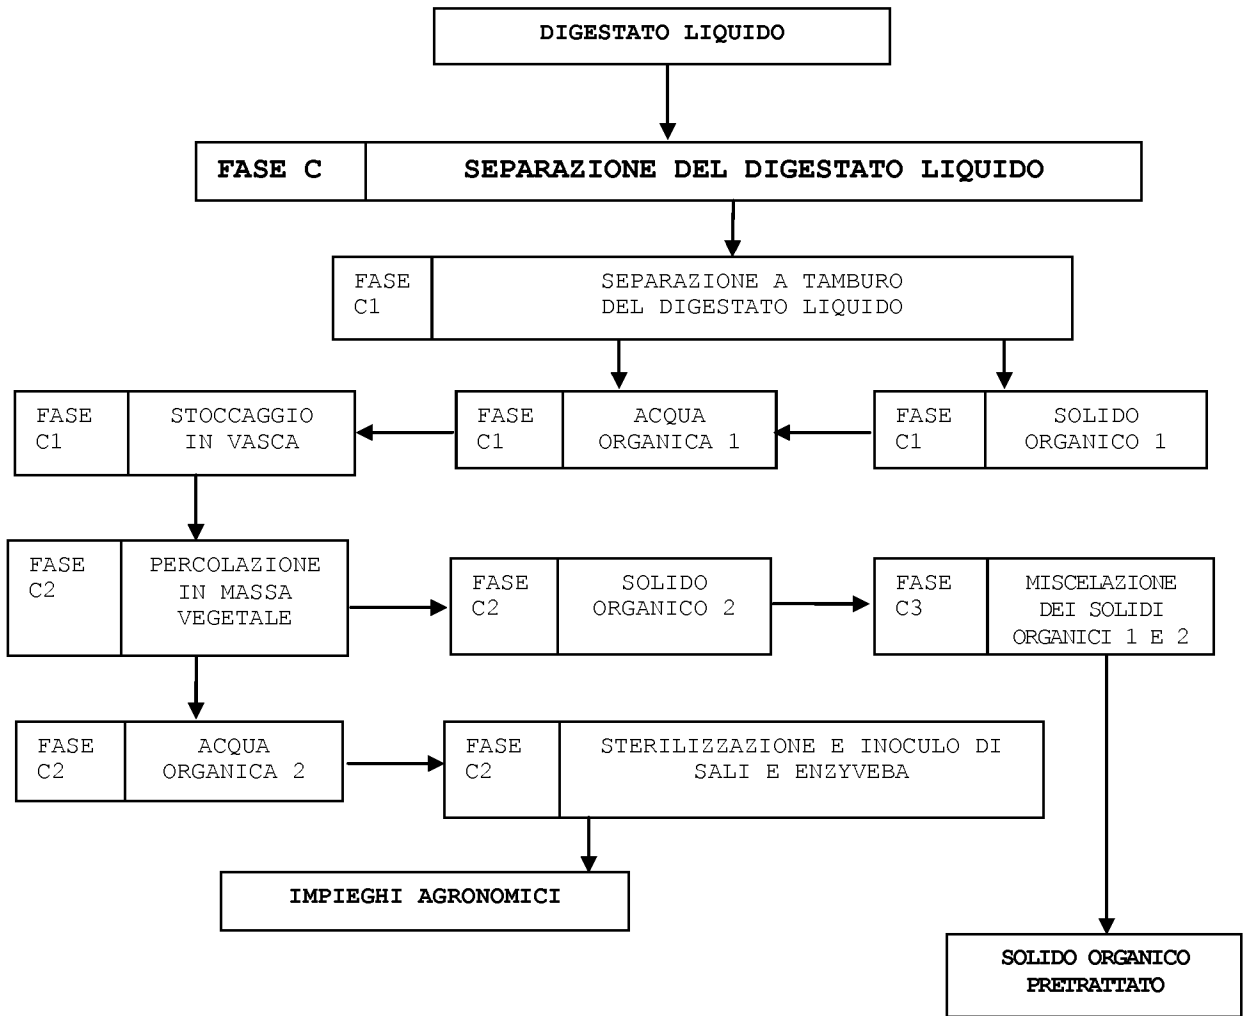 DIGESTATO LIQUIDO
FASE C
SEPARAZIONE DEL DIGESTATO LIQUIDO
FASE
C1
SEPARAZIONE A TAMBURO
DEL DIGESTATO LIQUIDO
FASE
C1
STOCCAGGIO
IN VASCA
FASE
C1
ACQUA
ORGANICA 1
FASE
C1
SOLIDO
ORGANICO 1
FASE
C2
PERCOLAZIONE
IN MASSA
VEGETALE
FASE
C2
SOLIDO
ORGANICO 2
FASE
C3
MISCELAZIONE
DEI SOLIDI
ORGANICI 1 E 2
FASE
C2
ACQUA
ORGANICA 2
FASE
C2
STERILIZZAZIONE E INOCULO DI
SALI E ENZYVEBA
IMPIEGHI AGRONOMICI
SOLIDO ORGANICO
PRETRATTATO